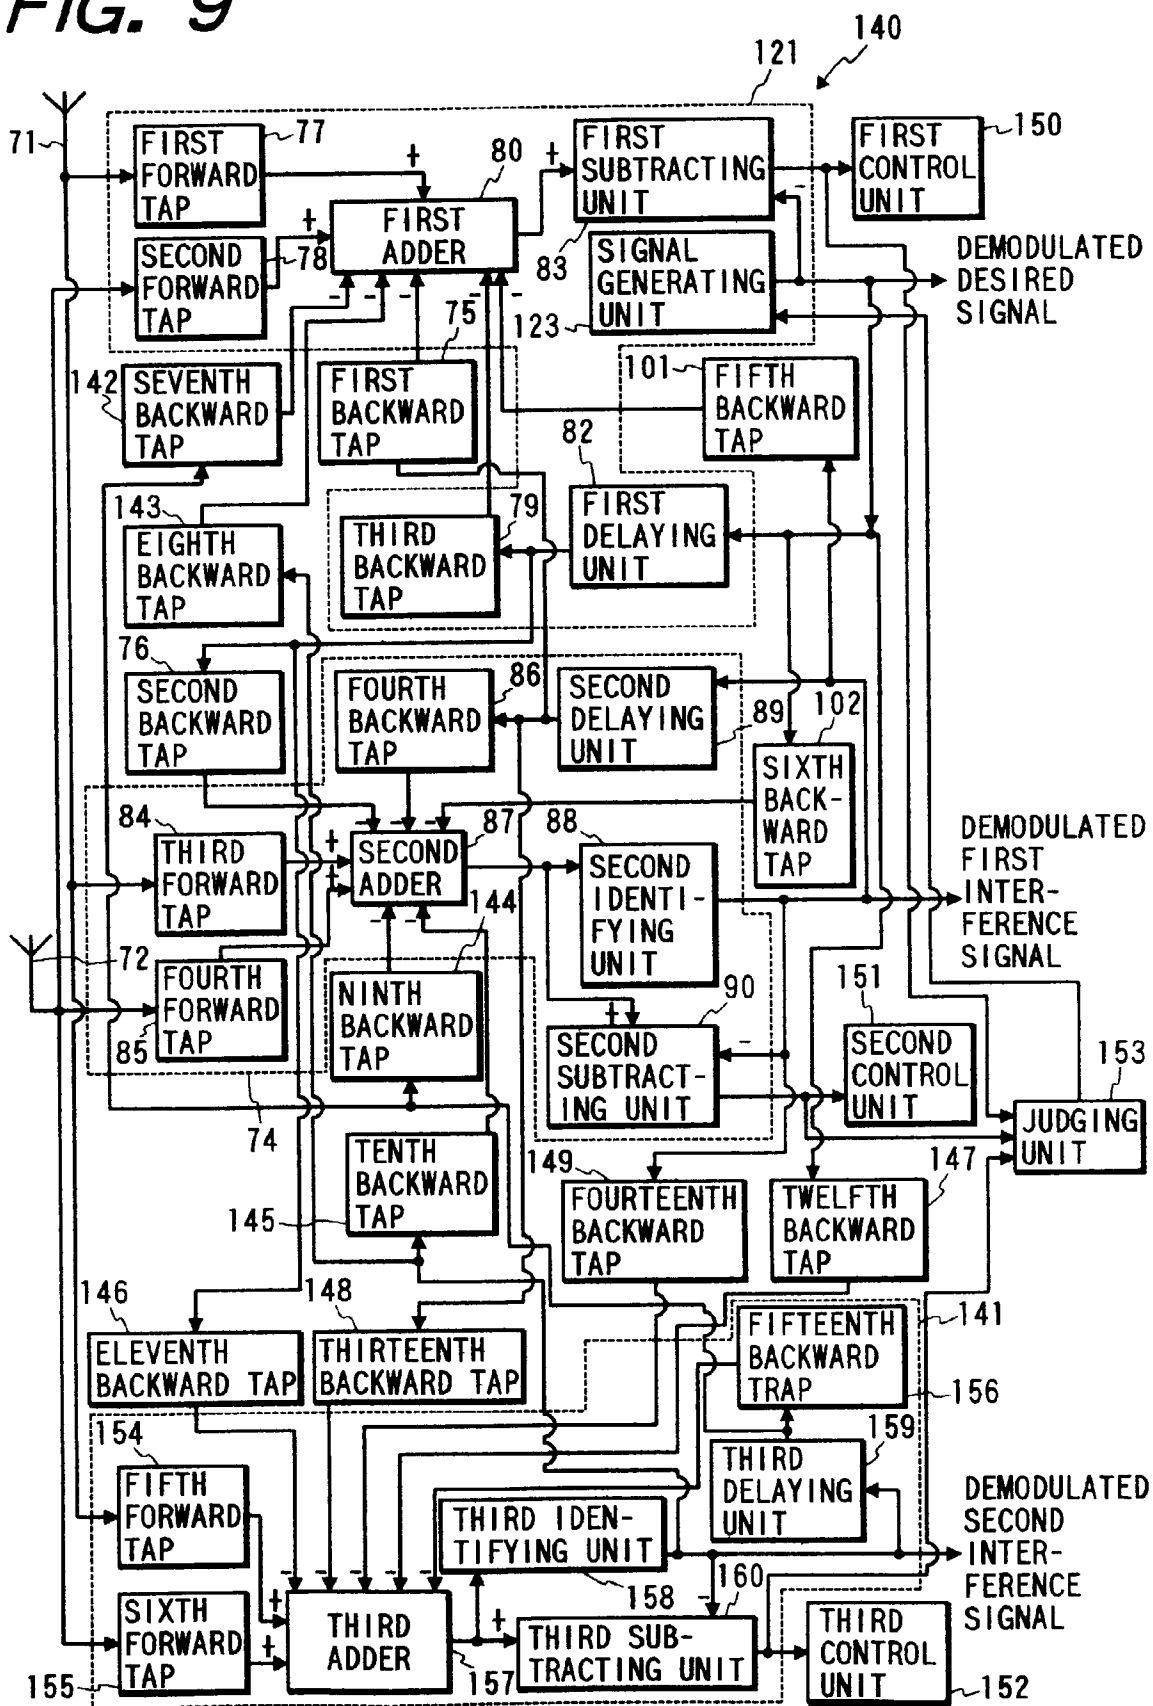 FIG. 9
140
121
71
FIRST
FORWARD
TAP
77
+
80
+
FIRST
SUBTRACTING
UNIT
83
-
FIRST
CONTROL
UNIT
150
SECOND
FORWARD
TAP
78
+
FIRST
ADDER
- - - - -
SIGNAL
GENERATING
UNIT
123
DEMODULATED
DESIRED
SIGNAL
142
SEVENTH
BACKWARD
TAP
75
FIRST
BACKWARD
TAP
101
FIFTH
BACKWARD
TAP
143
EIGHTH
BACKWARD
TAP
79
THIRD
BACKWARD
TAP
82
FIRST
DELAYING
UNIT
76
SECOND
BACKWARD
TAP
86
FOURTH
BACKWARD
TAP
SECOND
DELAYING
UNIT
89
102
SIXTH
BACK-
WARD
TAP
84
THIRD
FORWARD
TAP
+
+
- - -
SECOND
ADDER
- -
87
88
SECOND
IDENTI-
FYING
UNIT
DEMODULATED
FIRST
INTER-
FERENCE
SIGNAL
72
FOURTH
FORWARD
TAP
85
144
NINTH
BACKWARD
TAP
90
+
-
SECOND
SUBTRACT-
ING UNIT
151
SECOND
CONTROL
UNIT
153
JUDGING
UNIT
74
TENTH
BACKWARD
TAP
145
149
FOURTEENTH
BACKWARD
TAP
147
TWELFTH
BACKWARD
TAP
146
ELEVENTH
BACKWARD TAP
148
THIRTEENTH
BACKWARD TAP
FIFTEENTH
BACKWARD
TRAP
141
156
154
FIFTH
FORWARD
TAP
159
THIRD
DELAYING
UNIT
THIRD IDEN-
TIFYING UNIT
158
DEMODULATED
SECOND
INTER-
FERENCE
SIGNAL
SIXTH
FORWARD
TAP
155
+
+
- - - - -
THIRD
ADDER
157
+
-
160
THIRD SUB-
TRACTING UNIT
THIRD
CONTROL
UNIT
152